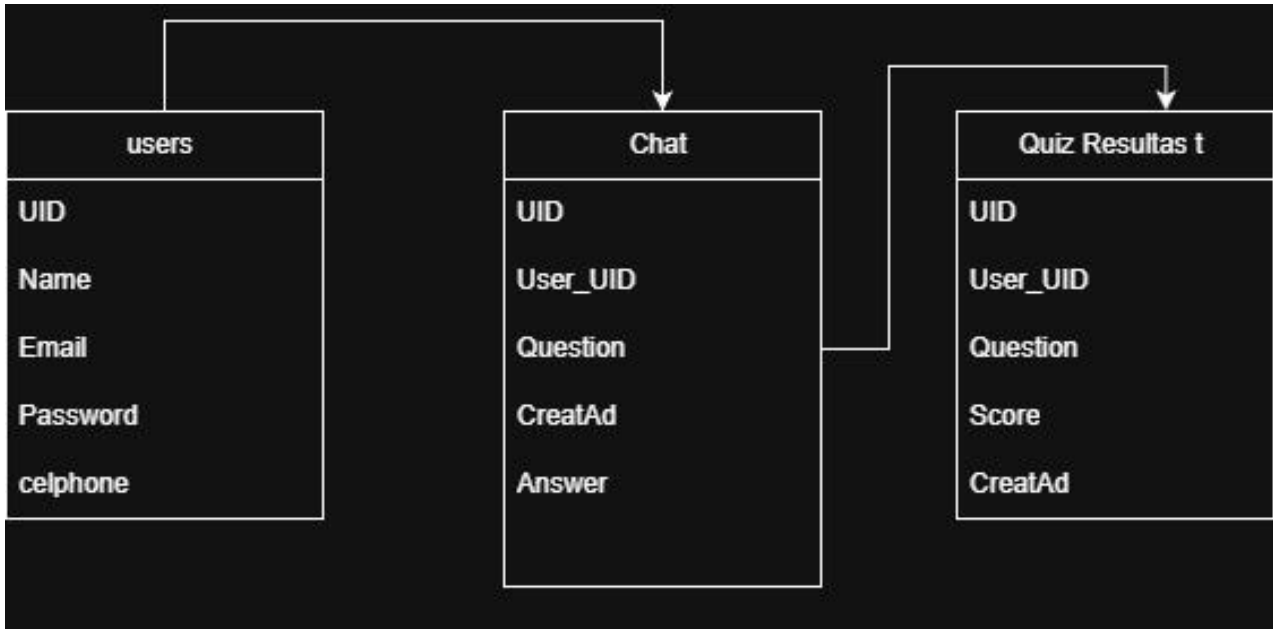 users
UID
Name
Email
Password
celphone
Chat
UID
User_UID
Question
CreatAd
Answer
Quiz Resultas t
UID
User_UID
Question
Score
CreatAd